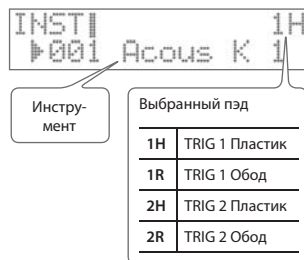 INST 1H
001 Acous K 1
Инстру-
мент
Выбранный пэд
1H TRIG 1 Пластик
1R TRIG 1 Обод
2H TRIG 2 Пластик
2R TRIG 2 Обод